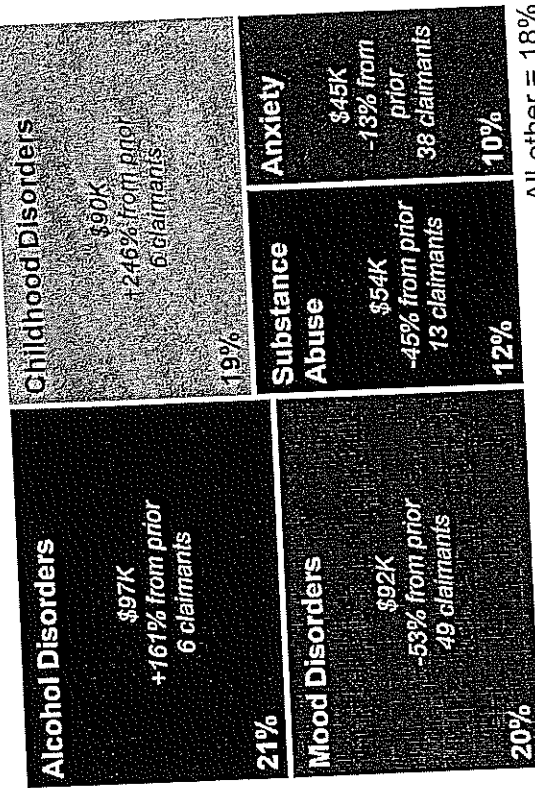 Alcohol Disorders
$97K
+161% from prior
6 claimants
21%
Childhood Disorders
$90K
+246% from prior
6 claimants
19%
Mood Disorders
$92K
-53% from prior
49 claimants
20%
Substance
Abuse
$54K
-45% from prior
13 claimants
12%
Anxiety
$45K
-13% from
prior
38 claimants
10%
All other = 18%